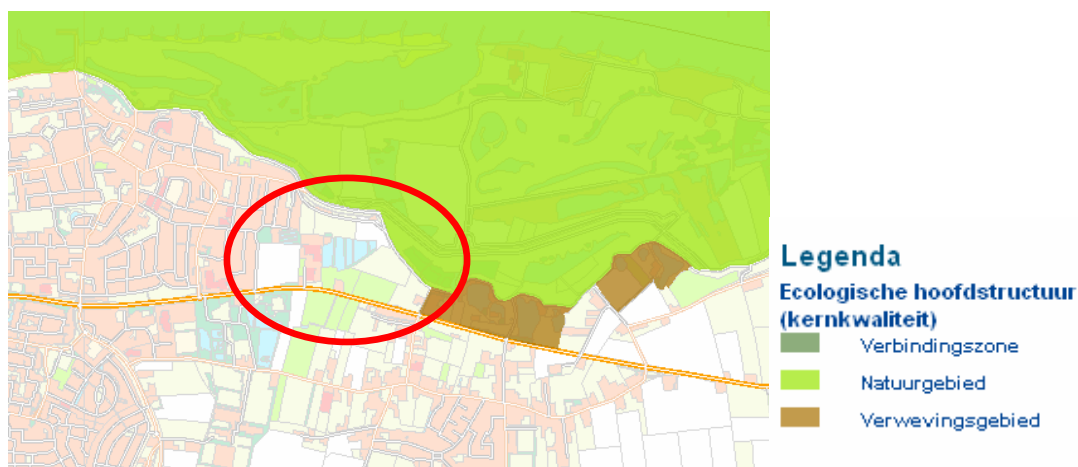 Legenda
Ecologische hoofdstructuur
(kernkwaliteit)
Verbindingszone
Natuurgebied
Verwevingsgebied